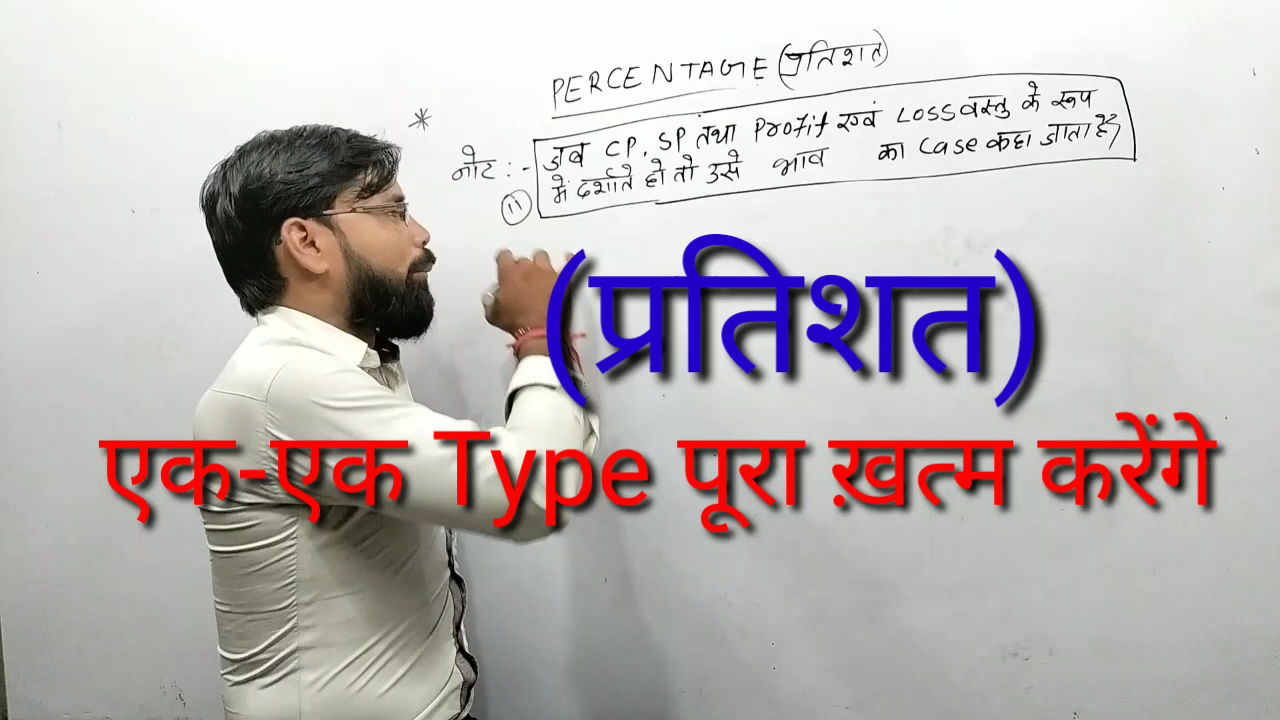 PERCENTAGE (प्रतिशत)
*
नोट :- जब CP, SP तथा Profit एवं LOSS वस्तु के रूप
में दर्शाते हो तो उसे भाव का Case कहा जाता है
(ii)
(प्रतिशत)
एक-एक Type पूरा ख़त्म करेंगे